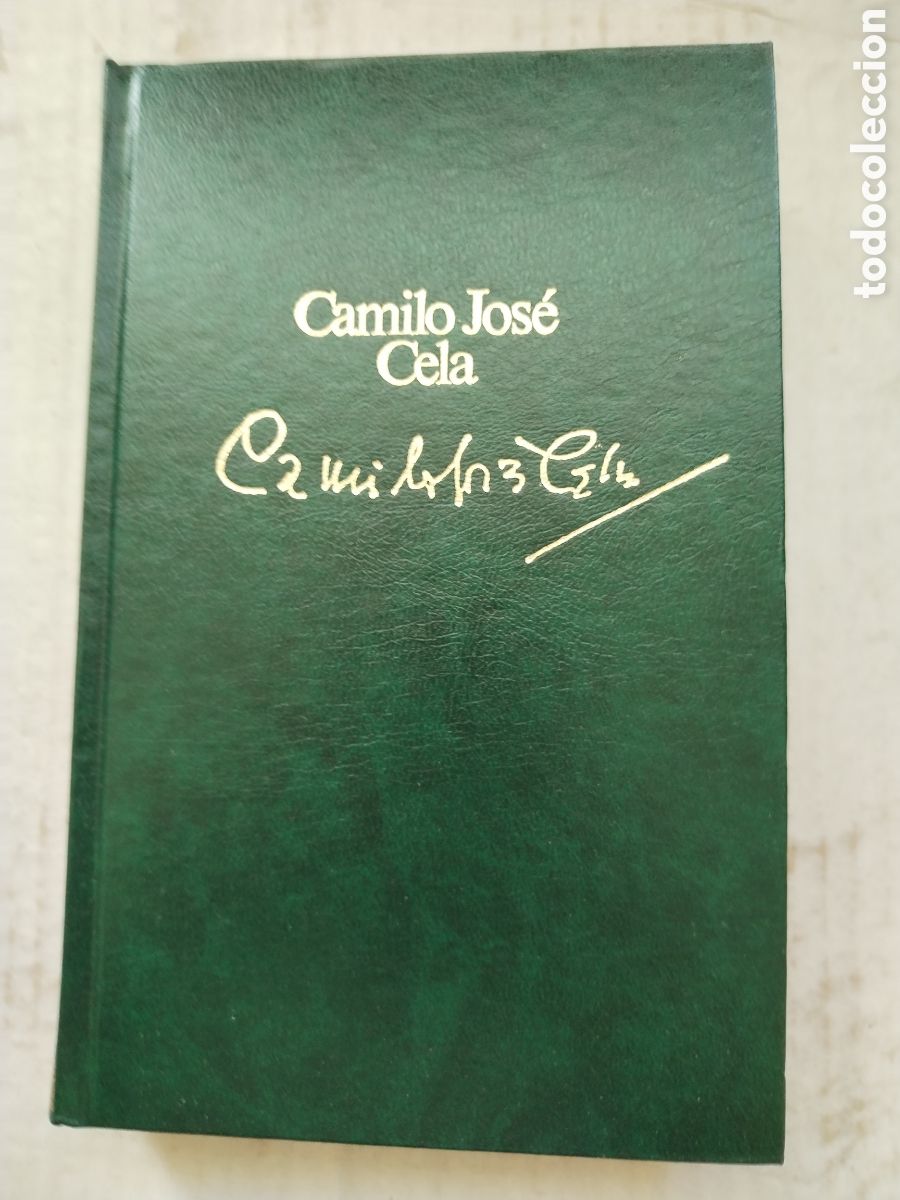 Camilo José
Cela
Camilo José Cela
todocoleccion